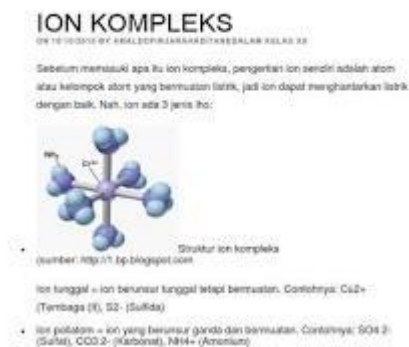 ION KOMPLEKS
Sebelum memasuki apa itu ion kompleks, pengertian ion sendiri adalah atom
atau kelompok atom yang bermuatan listrik, jadi ion dapat menghantarkan listrik
dengan baik. Nah, ion ada 3 jenis lho:
NH₃
Struktur ion kompleks
(sumber: http://1.bp.blogspot.com
Ion tunggal = ion berunsur tunggal tetapi bermuatan. Contohnya: Cu2+
(Tembaga (II), S2- (Sulfida)
Ion poliatom = ion yang berunsur ganda dan bermuatan. Contohnya: SO4 2-
(Sulfat), CO3 2- (Karbonat), NH4+ (Amonium)